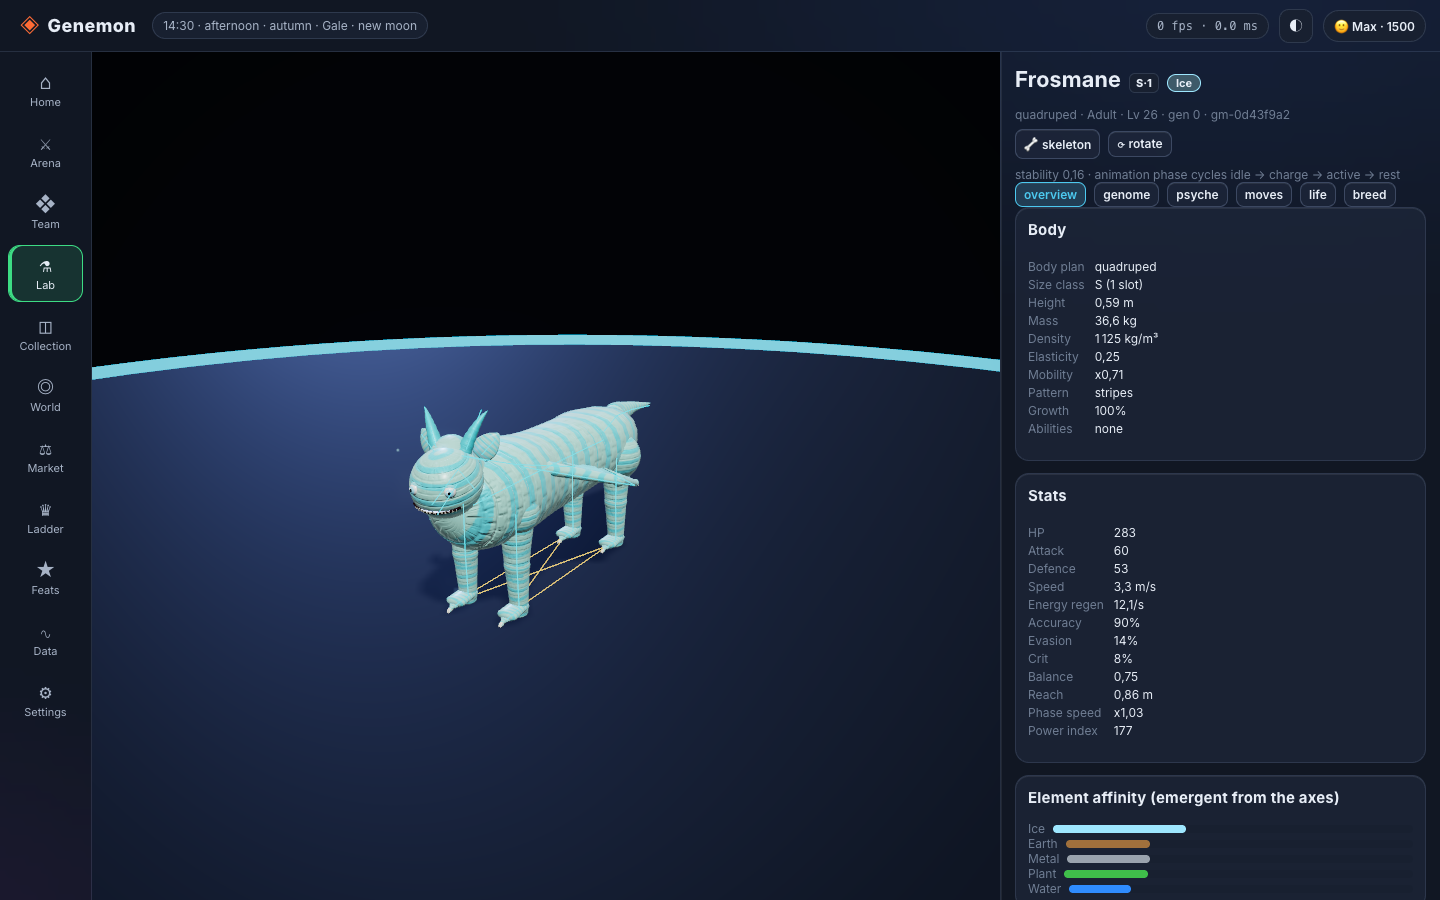 Genemon
14:30 · afternoon · autumn · Gale · new moon
0 fps · 0.0 ms
Max · 1500
Home
Arena
Team
Lab
Collection
World
Market
Ladder
Feats
Data
Settings
Frosmane S·1 Ice
quadruped · Adult · Lv 26 · gen 0 · gm-0d43f9a2
skeleton
rotate
stability 0,16 · animation phase cycles idle → charge → active → rest
overview genome psyche moves life breed
Body
Body plan quadruped
Size class S (1 slot)
Height 0,59 m
Mass 36,6 kg
Density 1 125 kg/m³
Elasticity 0,25
Mobility x0,71
Pattern stripes
Growth 100%
Abilities none
Stats
HP 283
Attack 60
Defence 53
Speed 3,3 m/s
Energy regen 12,1/s
Accuracy 90%
Evasion 14%
Crit 8%
Balance 0,75
Reach 0,86 m
Phase speed x1,03
Power index 177
Element affinity (emergent from the axes)
Ice
Earth
Metal
Plant
Water